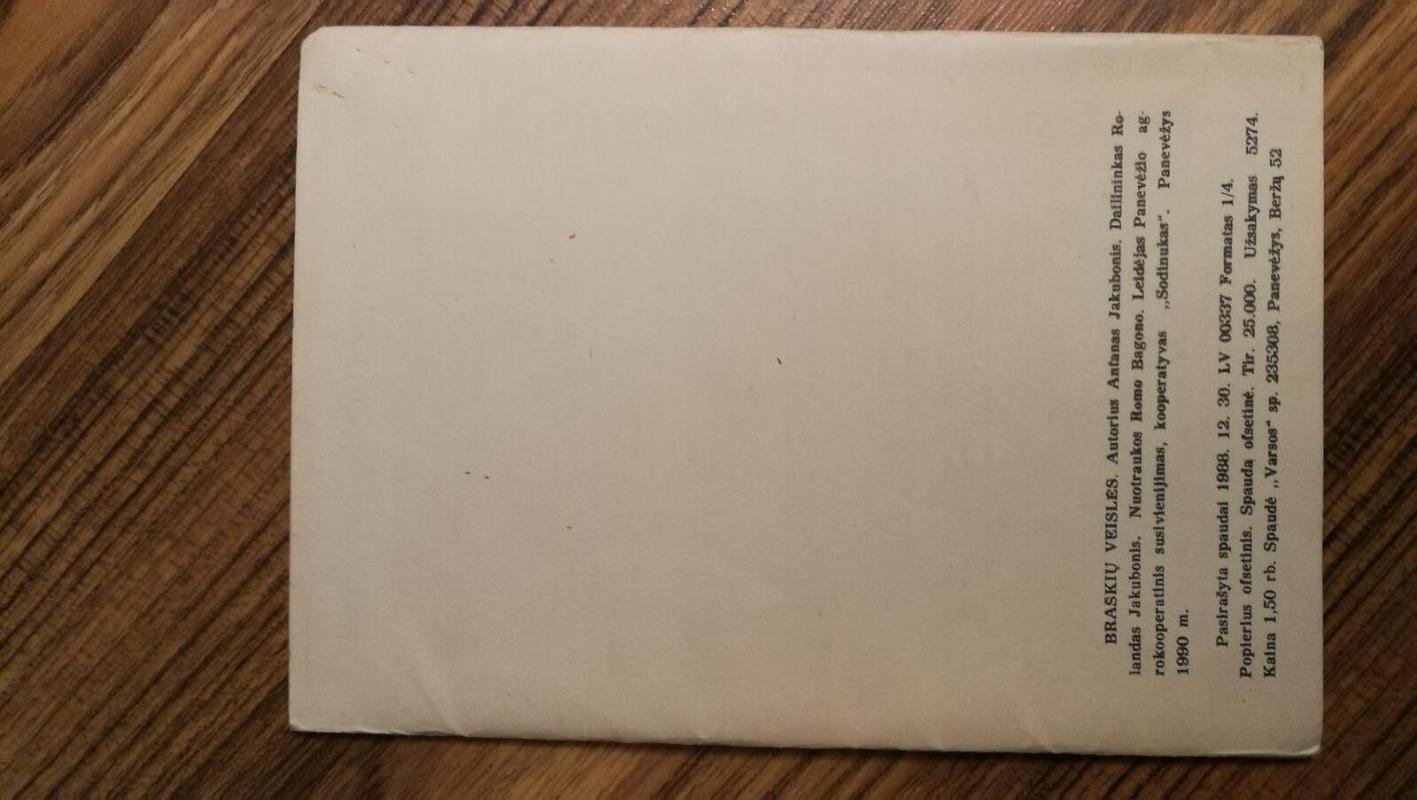 BRASKIŲ VEISLĖS. Autorius Antanas Jakubonis. Dailininkas Ro-
landas Jakubonis. Nuotraukos Romo Bagono. Leidėjas Panevėžio ag-
rokooperatinis susivienijimas, kooperatyvas „Sodinukas“. Panevėžys
1990 m.
Pasirašyta spaudai 1988. 12. 30. LV 00337 Formatas 1/4.
Popierius ofsetinis. Spauda ofsetinė. Tir. 25.000. Užsakymas 5274.
Kaina 1,50 rb. Spaudė „Varsos“ sp. 235308, Panevėžys, Beržų 52